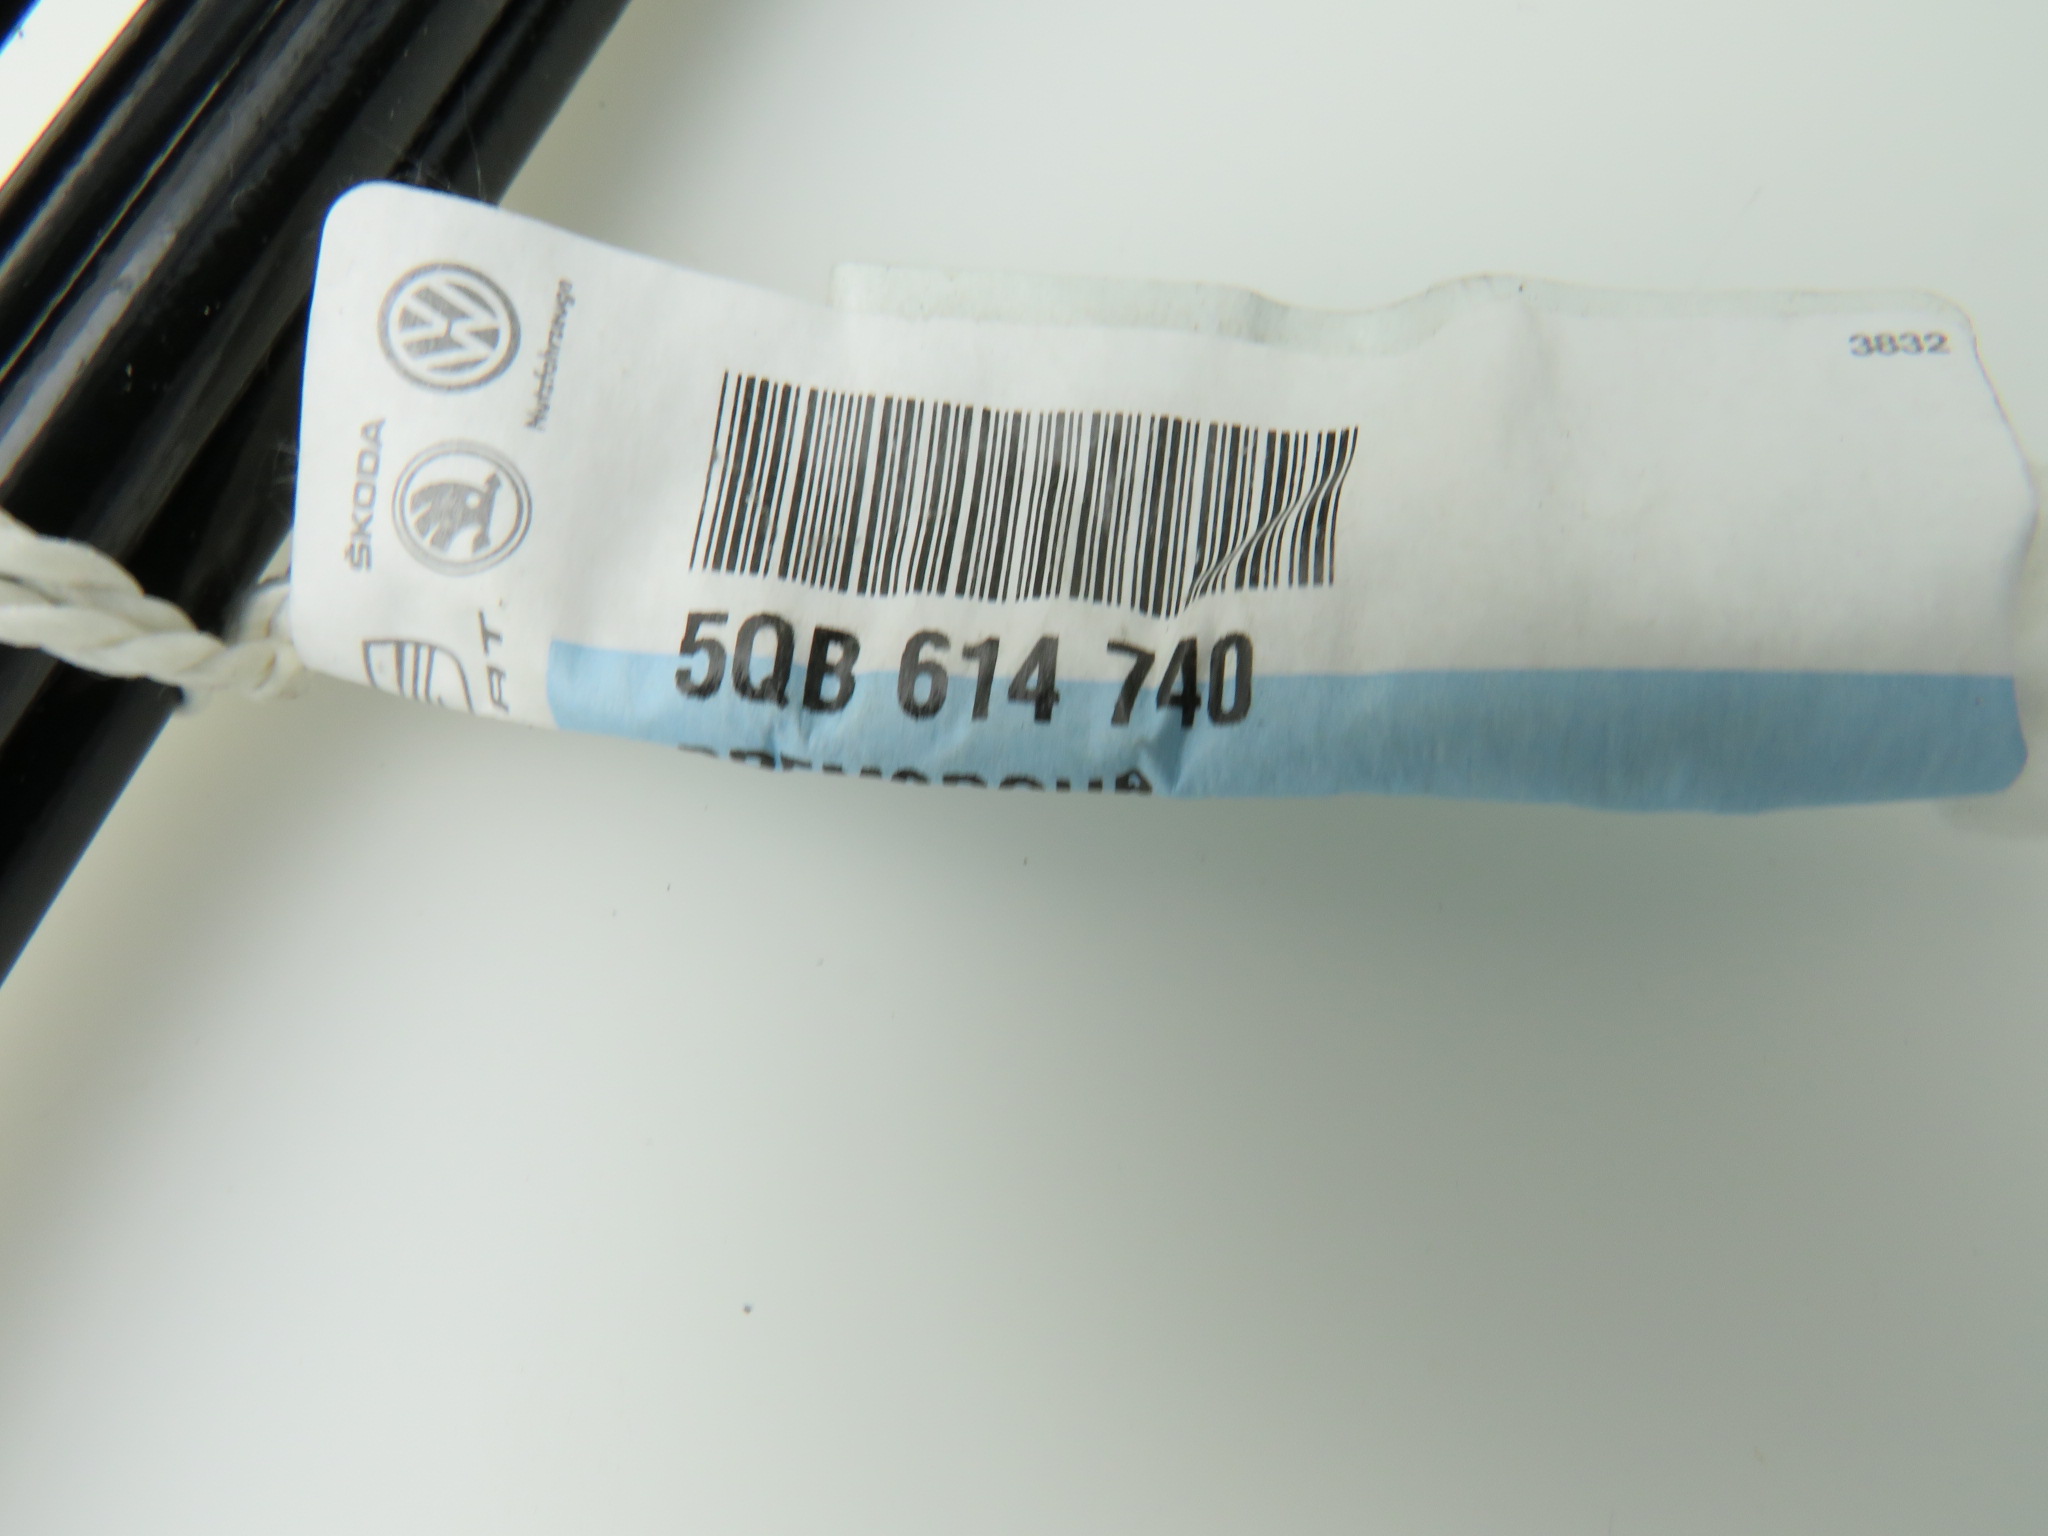 Nutzfahrzeuge
ŠKODA
3832
5QB 614 740